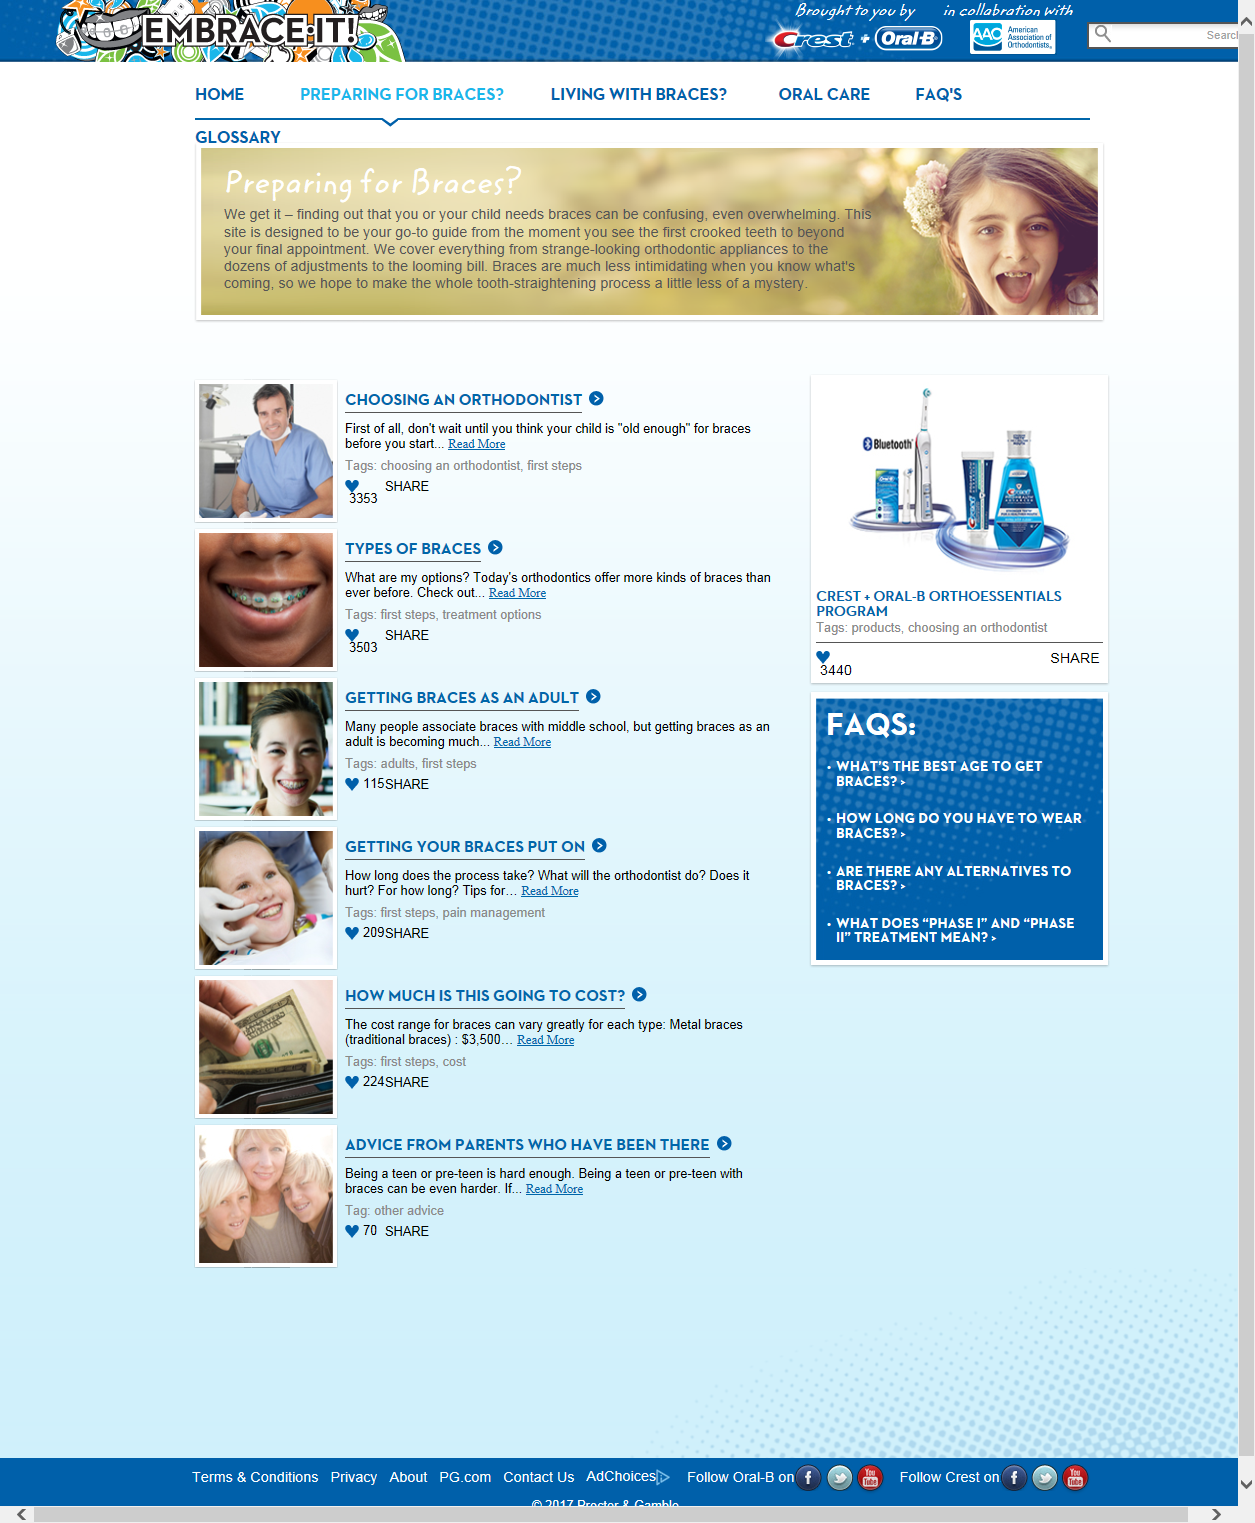 EMBRACE·IT!
Brought to you by
in collabration with
Crest + Oral-B
AAO American Association of Orthodontists
HOME
PREPARING FOR BRACES?
LIVING WITH BRACES?
ORAL CARE
FAQ'S
GLOSSARY
Preparing for Braces?
We get it – finding out that you or your child needs braces can be confusing, even overwhelming. This
site is designed to be your go-to guide from the moment you see the first crooked teeth to beyond
your final appointment. We cover everything from strange-looking orthodontic appliances to the
dozens of adjustments to the looming bill. Braces are much less intimidating when you know what's
coming, so we hope to make the whole tooth-straightening process a little less of a mystery.
CHOOSING AN ORTHODONTIST
First of all, don't wait until you think your child is "old enough" for braces
before you start... Read More
Tags: choosing an orthodontist, first steps
SHARE
3353
TYPES OF BRACES
What are my options? Today's orthodontics offer more kinds of braces than
ever before. Check out... Read More
Tags: first steps, treatment options
SHARE
3503
GETTING BRACES AS AN ADULT
Many people associate braces with middle school, but getting braces as an
adult is becoming much... Read More
Tags: adults, first steps
115 SHARE
GETTING YOUR BRACES PUT ON
How long does the process take? What will the orthodontist do? Does it
hurt? For how long? Tips for... Read More
Tags: first steps, pain management
209 SHARE
HOW MUCH IS THIS GOING TO COST?
The cost range for braces can vary greatly for each type: Metal braces
(traditional braces) : $3,500... Read More
Tags: first steps, cost
224 SHARE
ADVICE FROM PARENTS WHO HAVE BEEN THERE
Being a teen or pre-teen is hard enough. Being a teen or pre-teen with
braces can be even harder. If... Read More
Tag: other advice
70 SHARE
Bluetooth
CREST + ORAL-B ORTHOESSENTIALS
PROGRAM
Tags: products, choosing an orthodontist
SHARE
3440
FAQS:
• WHAT'S THE BEST AGE TO GET
BRACES? >
• HOW LONG DO YOU HAVE TO WEAR
BRACES? >
• ARE THERE ANY ALTERNATIVES TO
BRACES? >
• WHAT DOES “PHASE I” AND “PHASE
II” TREATMENT MEAN? >
Terms & Conditions Privacy About PG.com Contact Us AdChoices Follow Oral-B on You Tube Follow Crest on You Tube
© 2017 Procter & Gamble